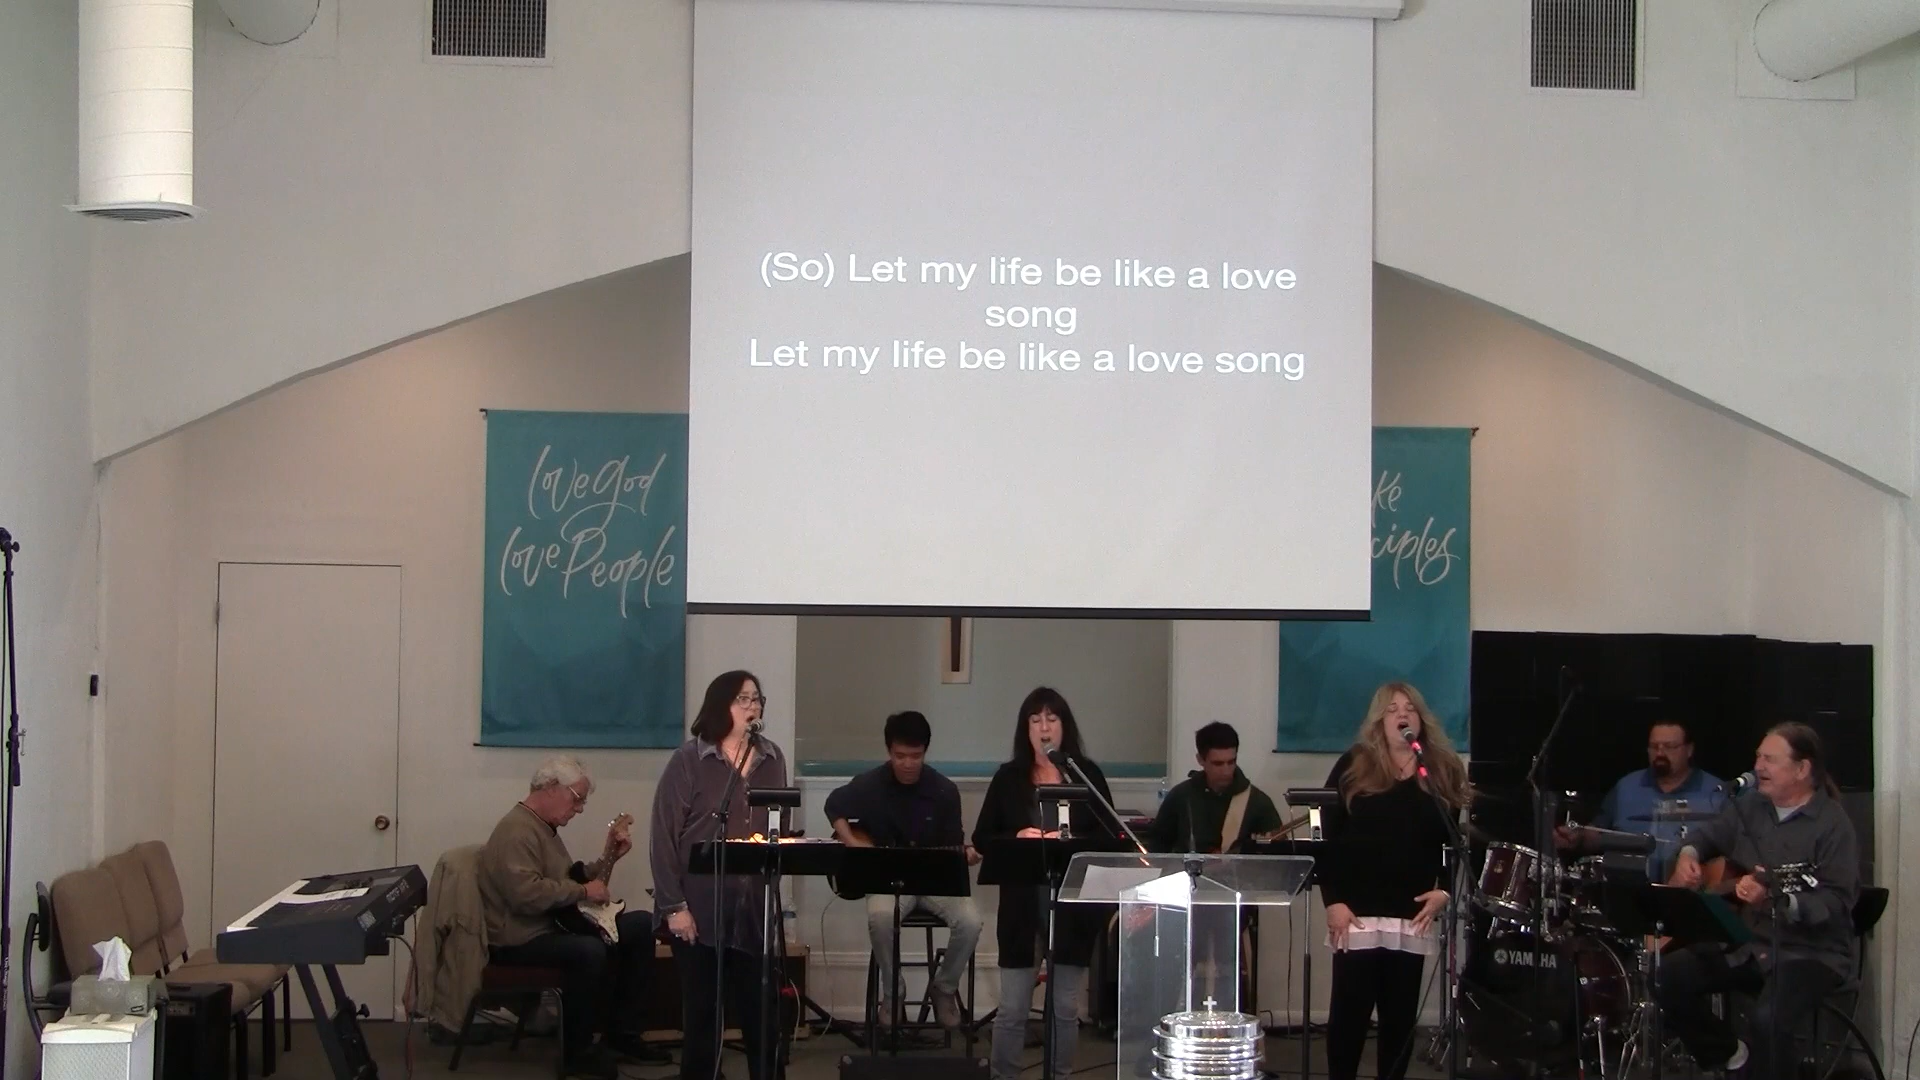 (So) Let my life be like a love
song
Let my life be like a love song
love God
love People
ke
ciples
YAMAHA